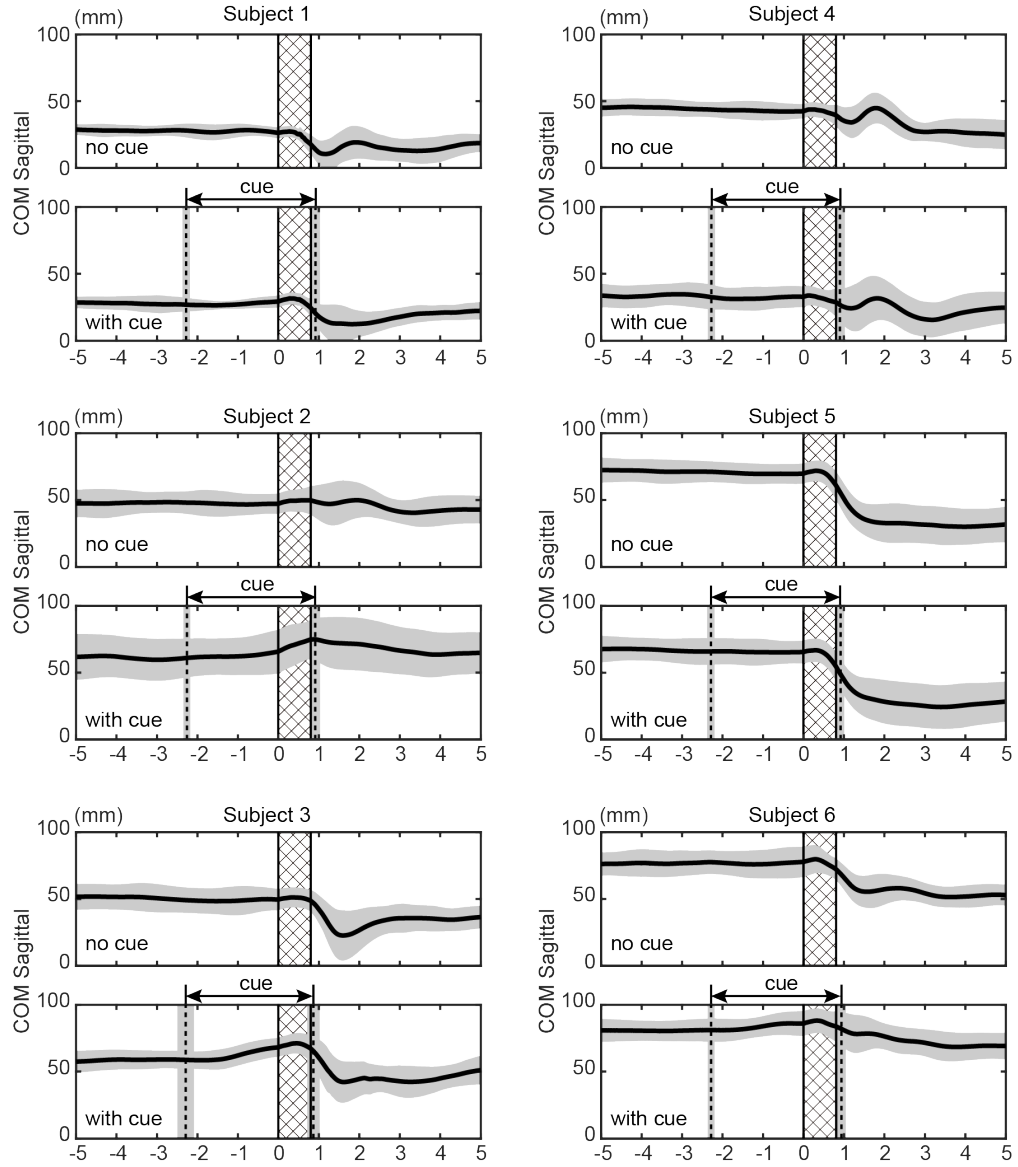 (mm) Subject 1
100
50
0
no cue
COM Sagittal
cue
100
50
0
with cue
-5 -4 -3 -2 -1 0 1 2 3 4 5
(mm) Subject 4
100
50
0
no cue
COM Sagittal
cue
100
50
0
with cue
-5 -4 -3 -2 -1 0 1 2 3 4 5
(mm) Subject 2
100
50
0
no cue
COM Sagittal
cue
100
50
0
with cue
-5 -4 -3 -2 -1 0 1 2 3 4 5
(mm) Subject 5
100
50
0
no cue
COM Sagittal
cue
100
50
0
with cue
-5 -4 -3 -2 -1 0 1 2 3 4 5
(mm) Subject 3
100
50
0
no cue
COM Sagittal
cue
100
50
0
with cue
-5 -4 -3 -2 -1 0 1 2 3 4 5
(mm) Subject 6
100
50
0
no cue
COM Sagittal
cue
100
50
0
with cue
-5 -4 -3 -2 -1 0 1 2 3 4 5